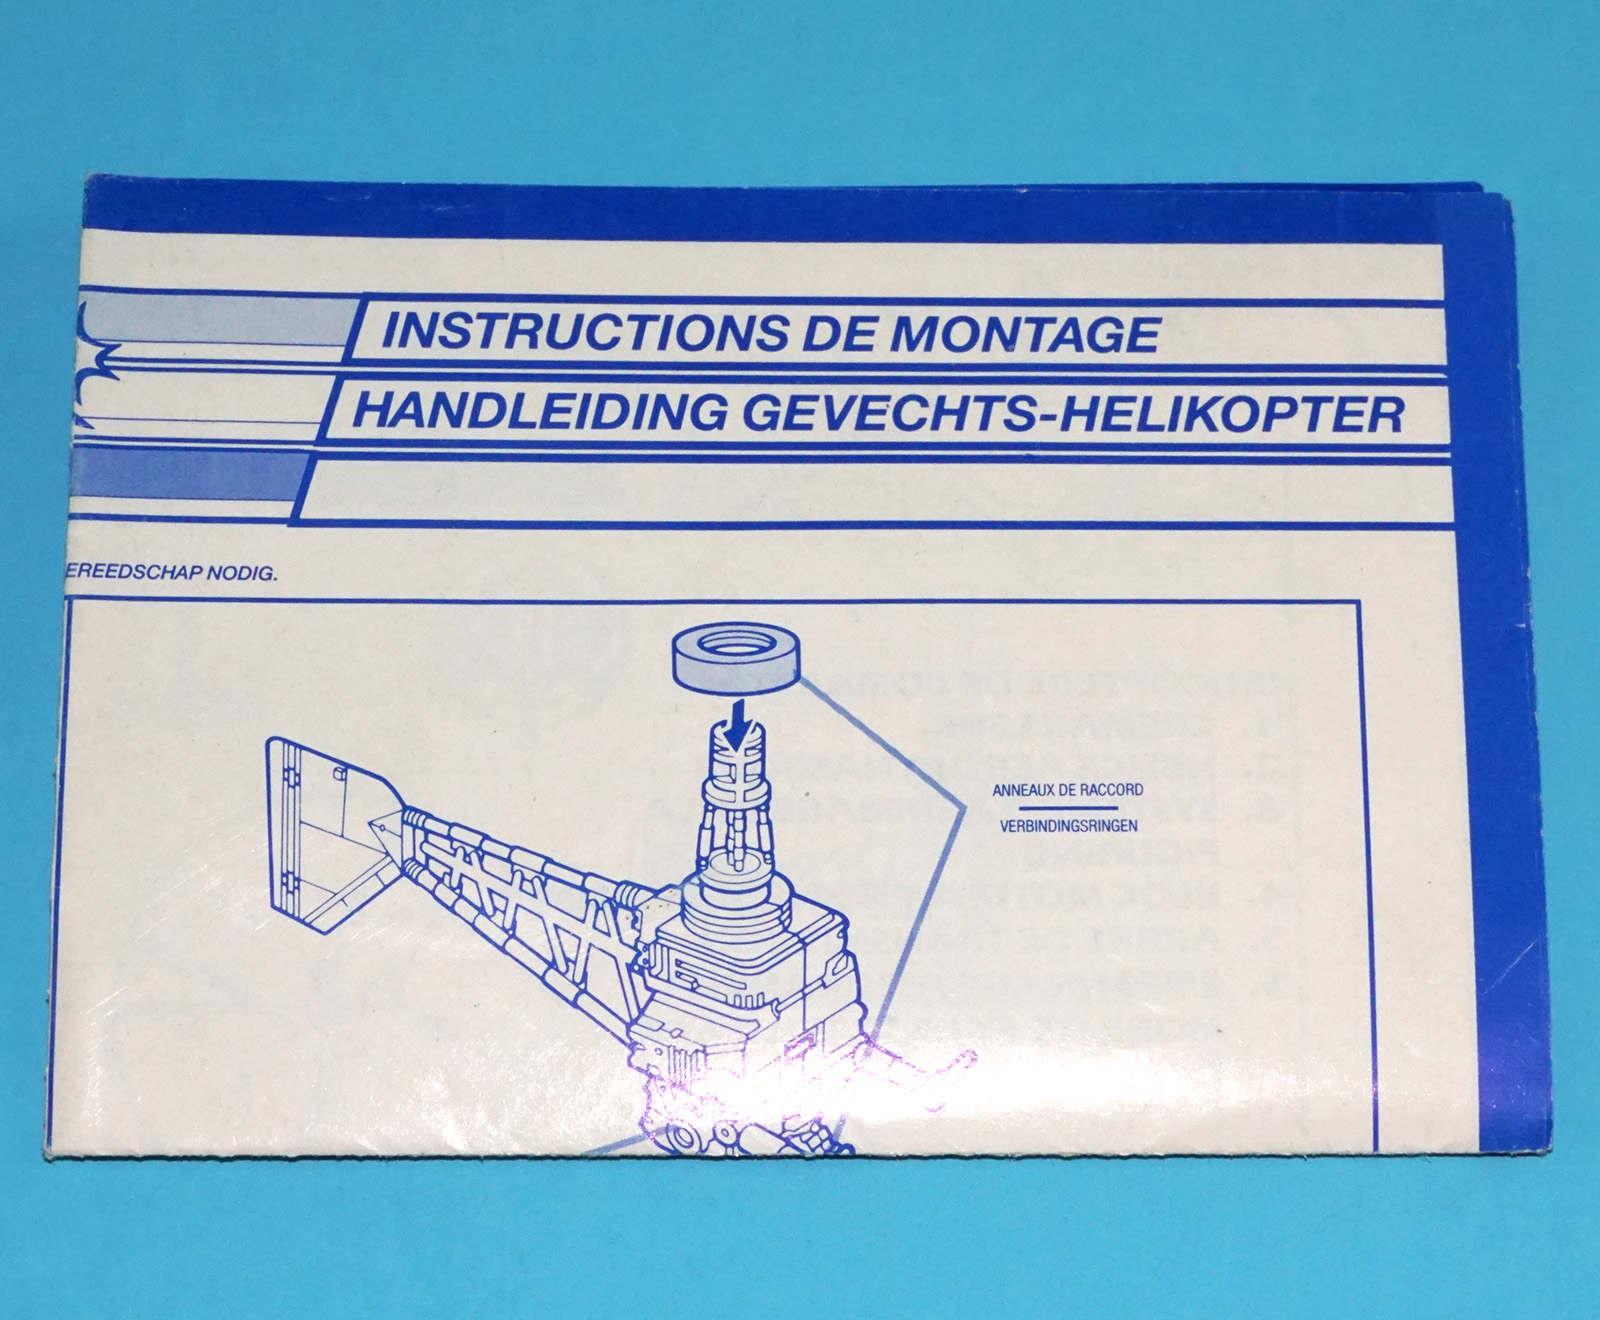 INSTRUCTIONS DE MONTAGE
HANDLEIDING GEVECHTS-HELIKOPTER
EREEDSCHAP NODIG.
ANNEAUX DE RACCORD
VERBINDINGSRINGEN